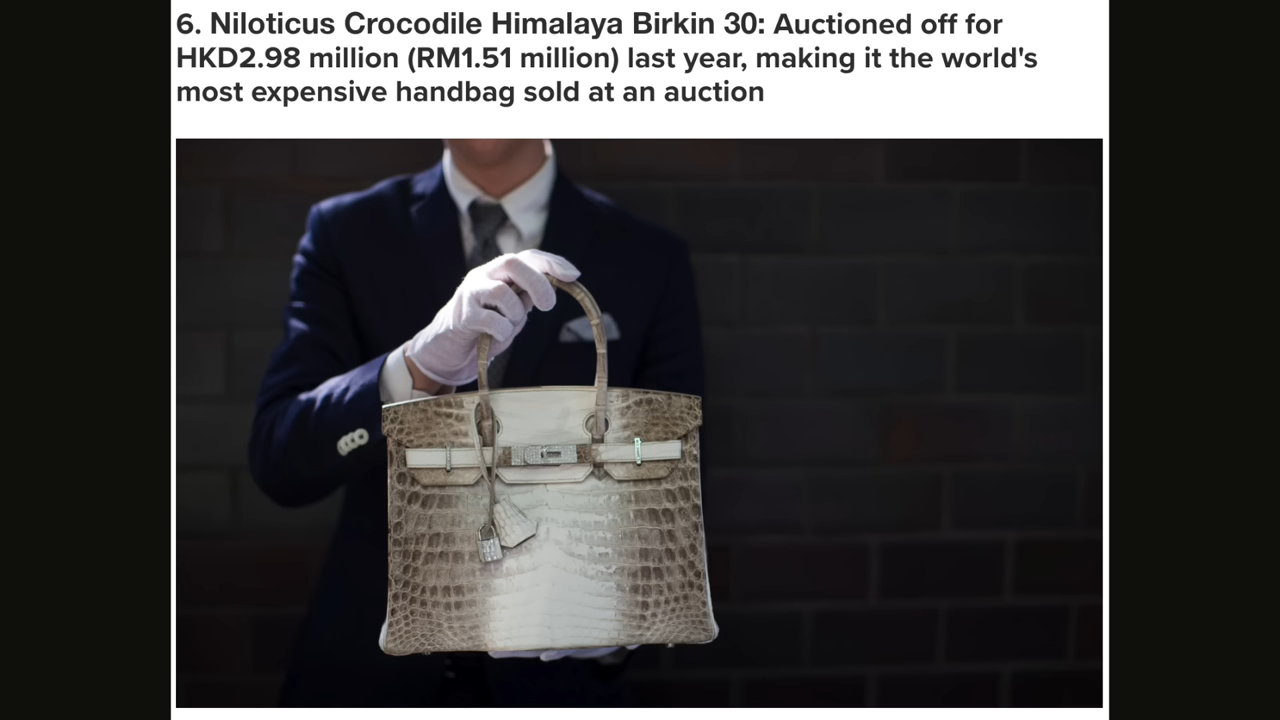 6. Niloticus Crocodile Himalaya Birkin 30: Auctioned off for
HKD2.98 million (RM1.51 million) last year, making it the world's
most expensive handbag sold at an auction